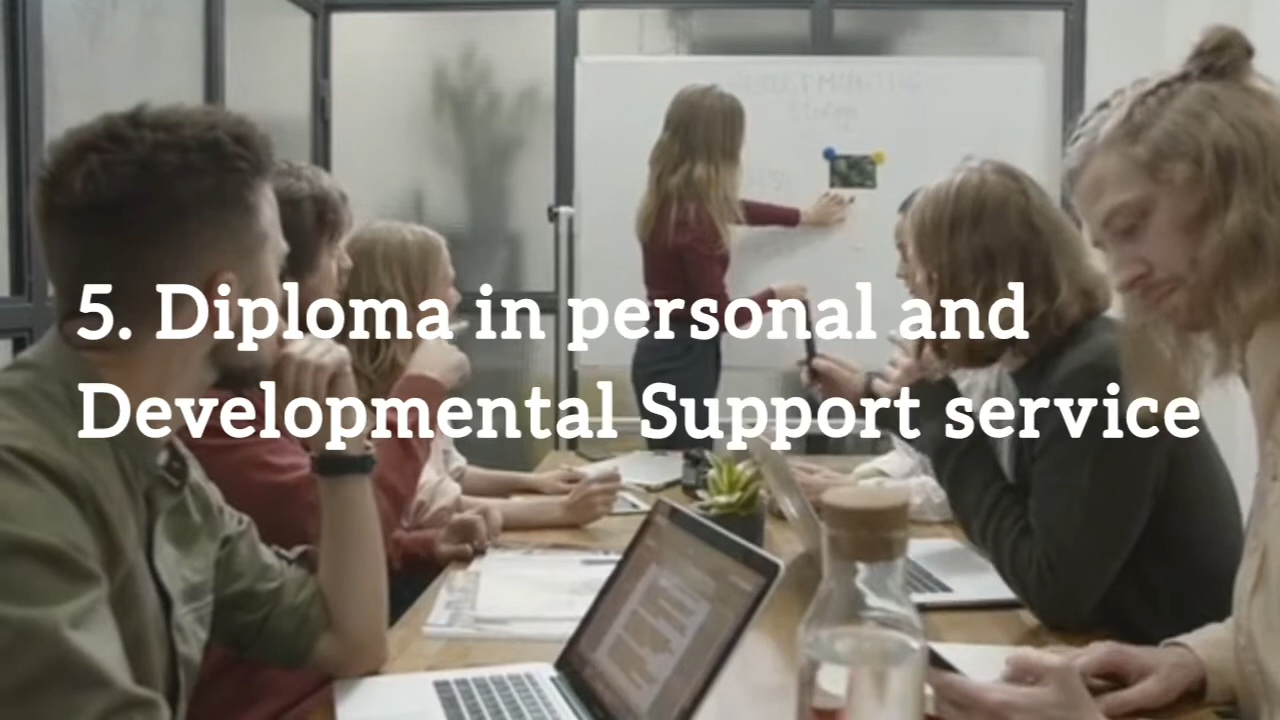 5. Diploma in personal and
Developmental Support service